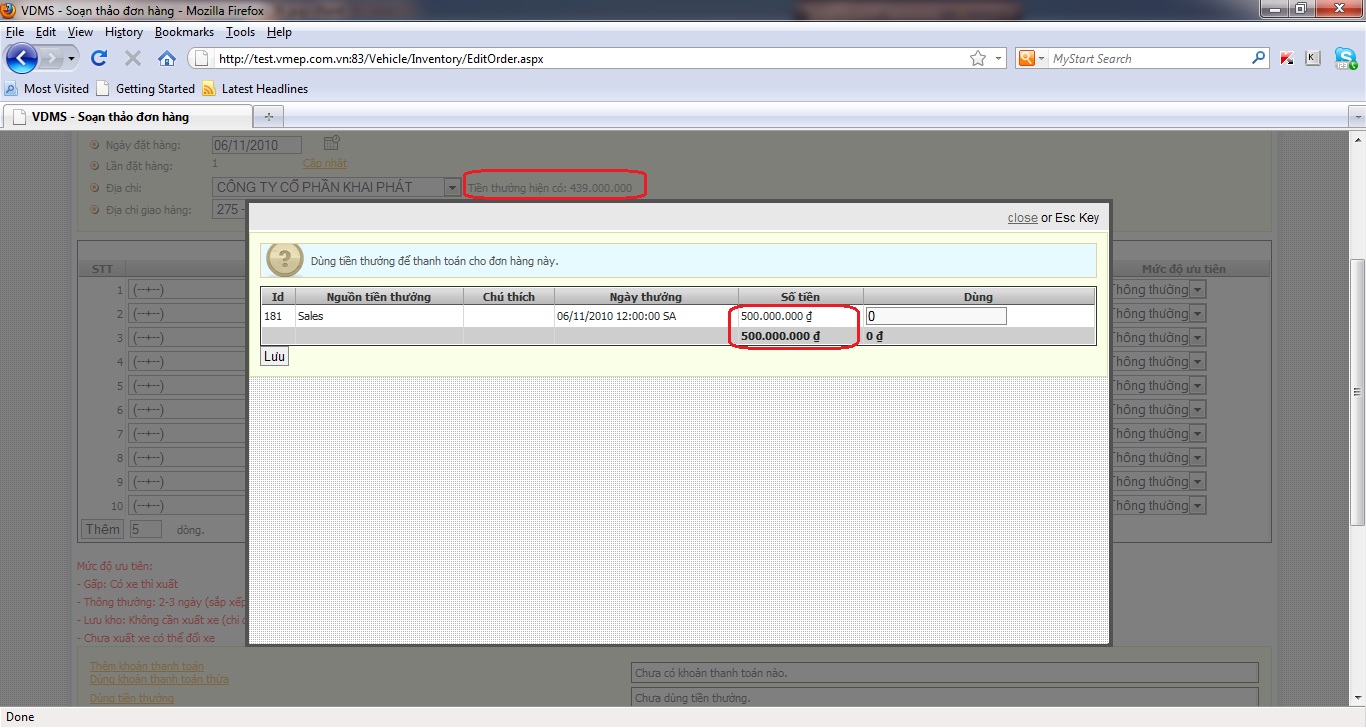 VDMS - Soạn thảo đơn hàng - Mozilla Firefox
File Edit View History Bookmarks Tools Help
http://test.vmep.com.vn:83/Vehicle/Inventory/EditOrder.aspx
MyStart Search
Most Visited Getting Started Latest Headlines
VDMS - Soạn thảo đơn hàng
Ngày đặt hàng: 06/11/2010
Lần đặt hàng: 1 Cập nhật
Địa chỉ: CÔNG TY CỔ PHẦN KHAI PHÁT Tiền thưởng hiện có: 439.000.000
Địa chỉ giao hàng: 275 -
close or Esc Key
Dùng tiền thưởng để thanh toán cho đơn hàng này.
Id Nguồn tiền thưởng Chú thích Ngày thưởng Số tiền Dùng
181 Sales 06/11/2010 12:00:00 SA 500.000.000 ₫ 0
500.000.000 ₫ 0 ₫
Lưu
STT Mức độ ưu tiên
1 (--+--) Thông thường
2 (--+--) Thông thường
3 (--+--) Thông thường
4 (--+--) Thông thường
5 (--+--) Thông thường
6 (--+--) Thông thường
7 (--+--) Thông thường
8 (--+--) Thông thường
9 (--+--) Thông thường
10 (--+--) Thông thường
Thêm 5 dòng.
Mức độ ưu tiên:
- Gấp: Có xe thì xuất
- Thông thường: 2-3 ngày (sắp xếp
- Lưu kho: Không cần xuất xe (chỉ
- Chưa xuất xe có thể đổi xe
Thêm khoản thanh toán Chưa có khoản thanh toán nào.
Dùng khoản thanh toán thừa
Dùng tiền thưởng Chưa dùng tiền thưởng.
Done